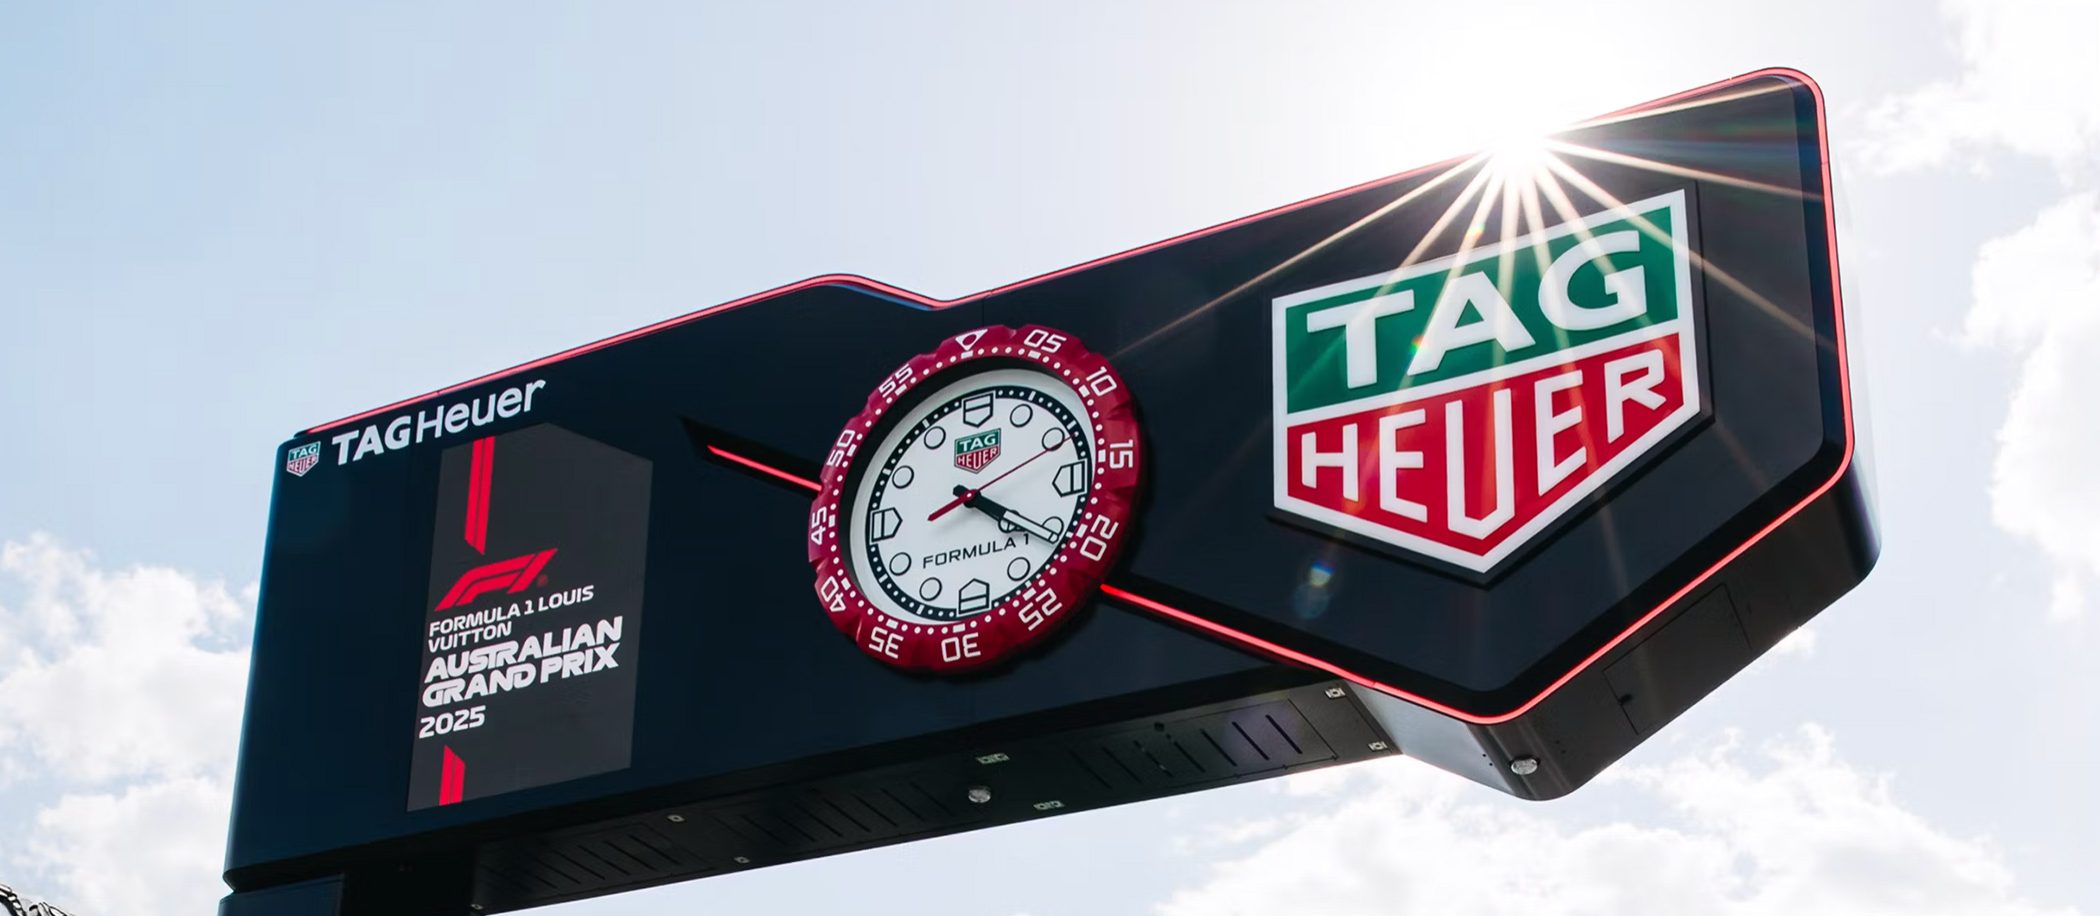 TAG HEUER
TAGHeuer
FORMULA 1 LOUIS
VUITTON
AUSTRALIAN
GRAND PRIX
2025
05
10
15
20
25
30
35
40
45
50
55
TAG
HEUER
FORMULA 1
TAG
HEUER